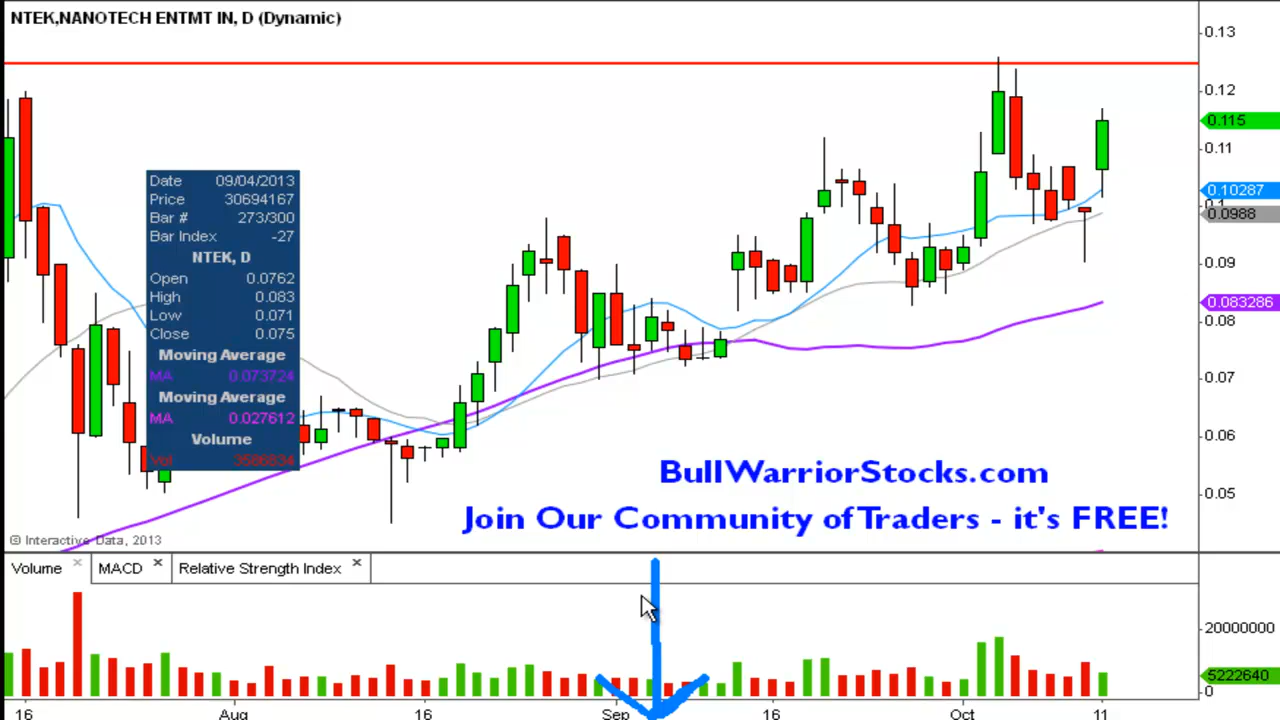 NTEK,NANOTECH ENTMT IN, D (Dynamic)
0.13
0.12
0.115
0.11
0.10287
0.1
0.0988
0.09
0.083286
0.08
0.07
0.06
0.05
Date 09/04/2013
Price 30694167
Bar # 273/300
Bar Index -27
NTEK, D
Open 0.0762
High 0.083
Low 0.071
Close 0.075
Moving Average
MA 0.073724
Moving Average
MA 0.027612
Volume
Vol 3586834
BullWarriorStocks.com
Join Our Community of Traders - it's FREE!
© Interactive Data, 2013
Volume × MACD × Relative Strength Index ×
20000000
5222640
0
16 Aug 16 Sep 16 Oct 11